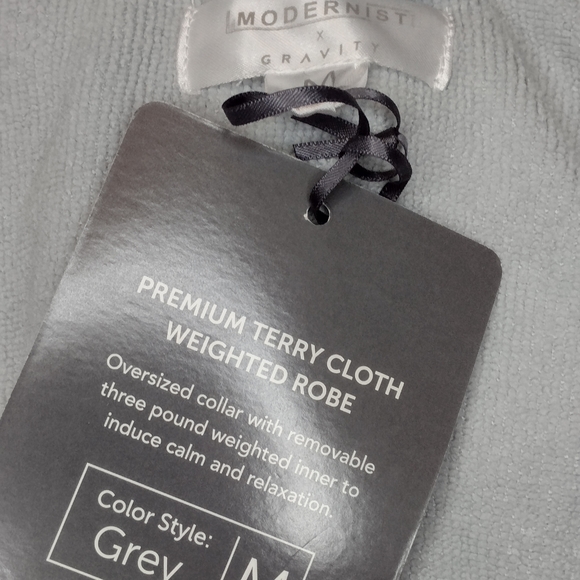 MODERNIST
X
GRAVITY
M
PREMIUM TERRY CLOTH
WEIGHTED ROBE
Oversized collar with removable
three pound weighted inner to
induce calm and relaxation.
Color Style:
Grey
M